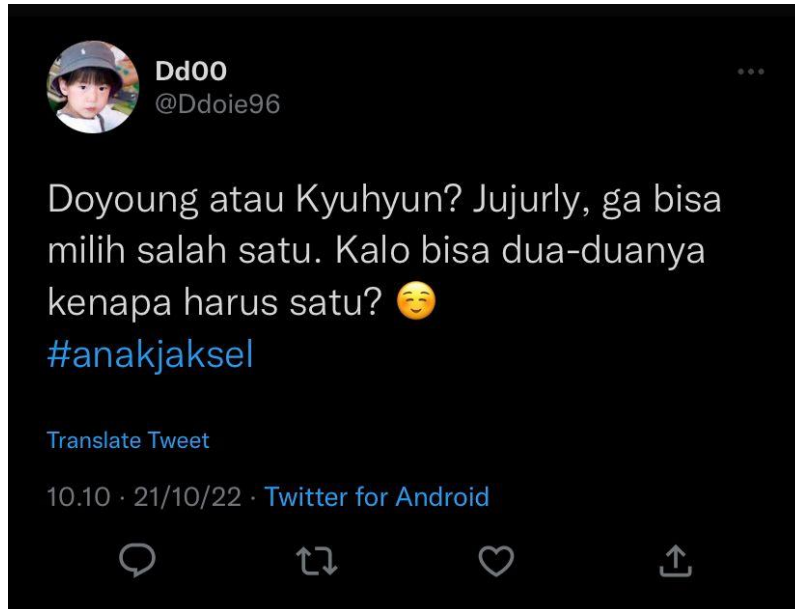 Dd00
@Ddoie96
Doyoung atau Kyuhyun? Jujurly, ga bisa
milih salah satu. Kalo bisa dua-duanya
kenapa harus satu? ☺️
#anakjaksel
Translate Tweet
10.10 · 21/10/22 · Twitter for Android